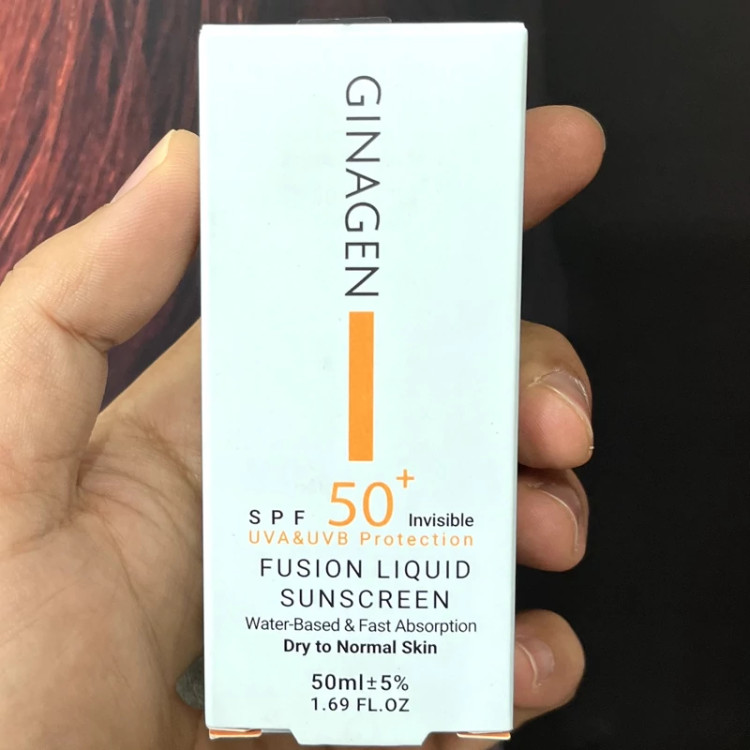 GINAGEN
SPF 50+ Invisible
UVA&UVB Protection
FUSION LIQUID
SUNSCREEN
Water-Based & Fast Absorption
Dry to Normal Skin
50ml±5%
1.69 FL.OZ